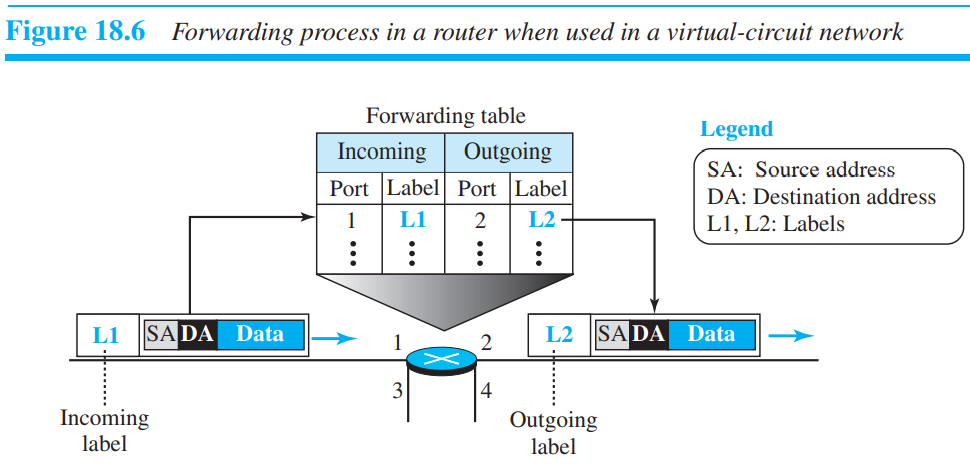 Figure 18.6 Forwarding process in a router when used in a virtual-circuit network
Forwarding table
Incoming Outgoing
Port Label Port Label
1 L1 2 L2
Legend
SA: Source address
DA: Destination address
L1, L2: Labels
L1 SA DA Data
1 2
3 4
L2 SA DA Data
Incoming
label
Outgoing
label